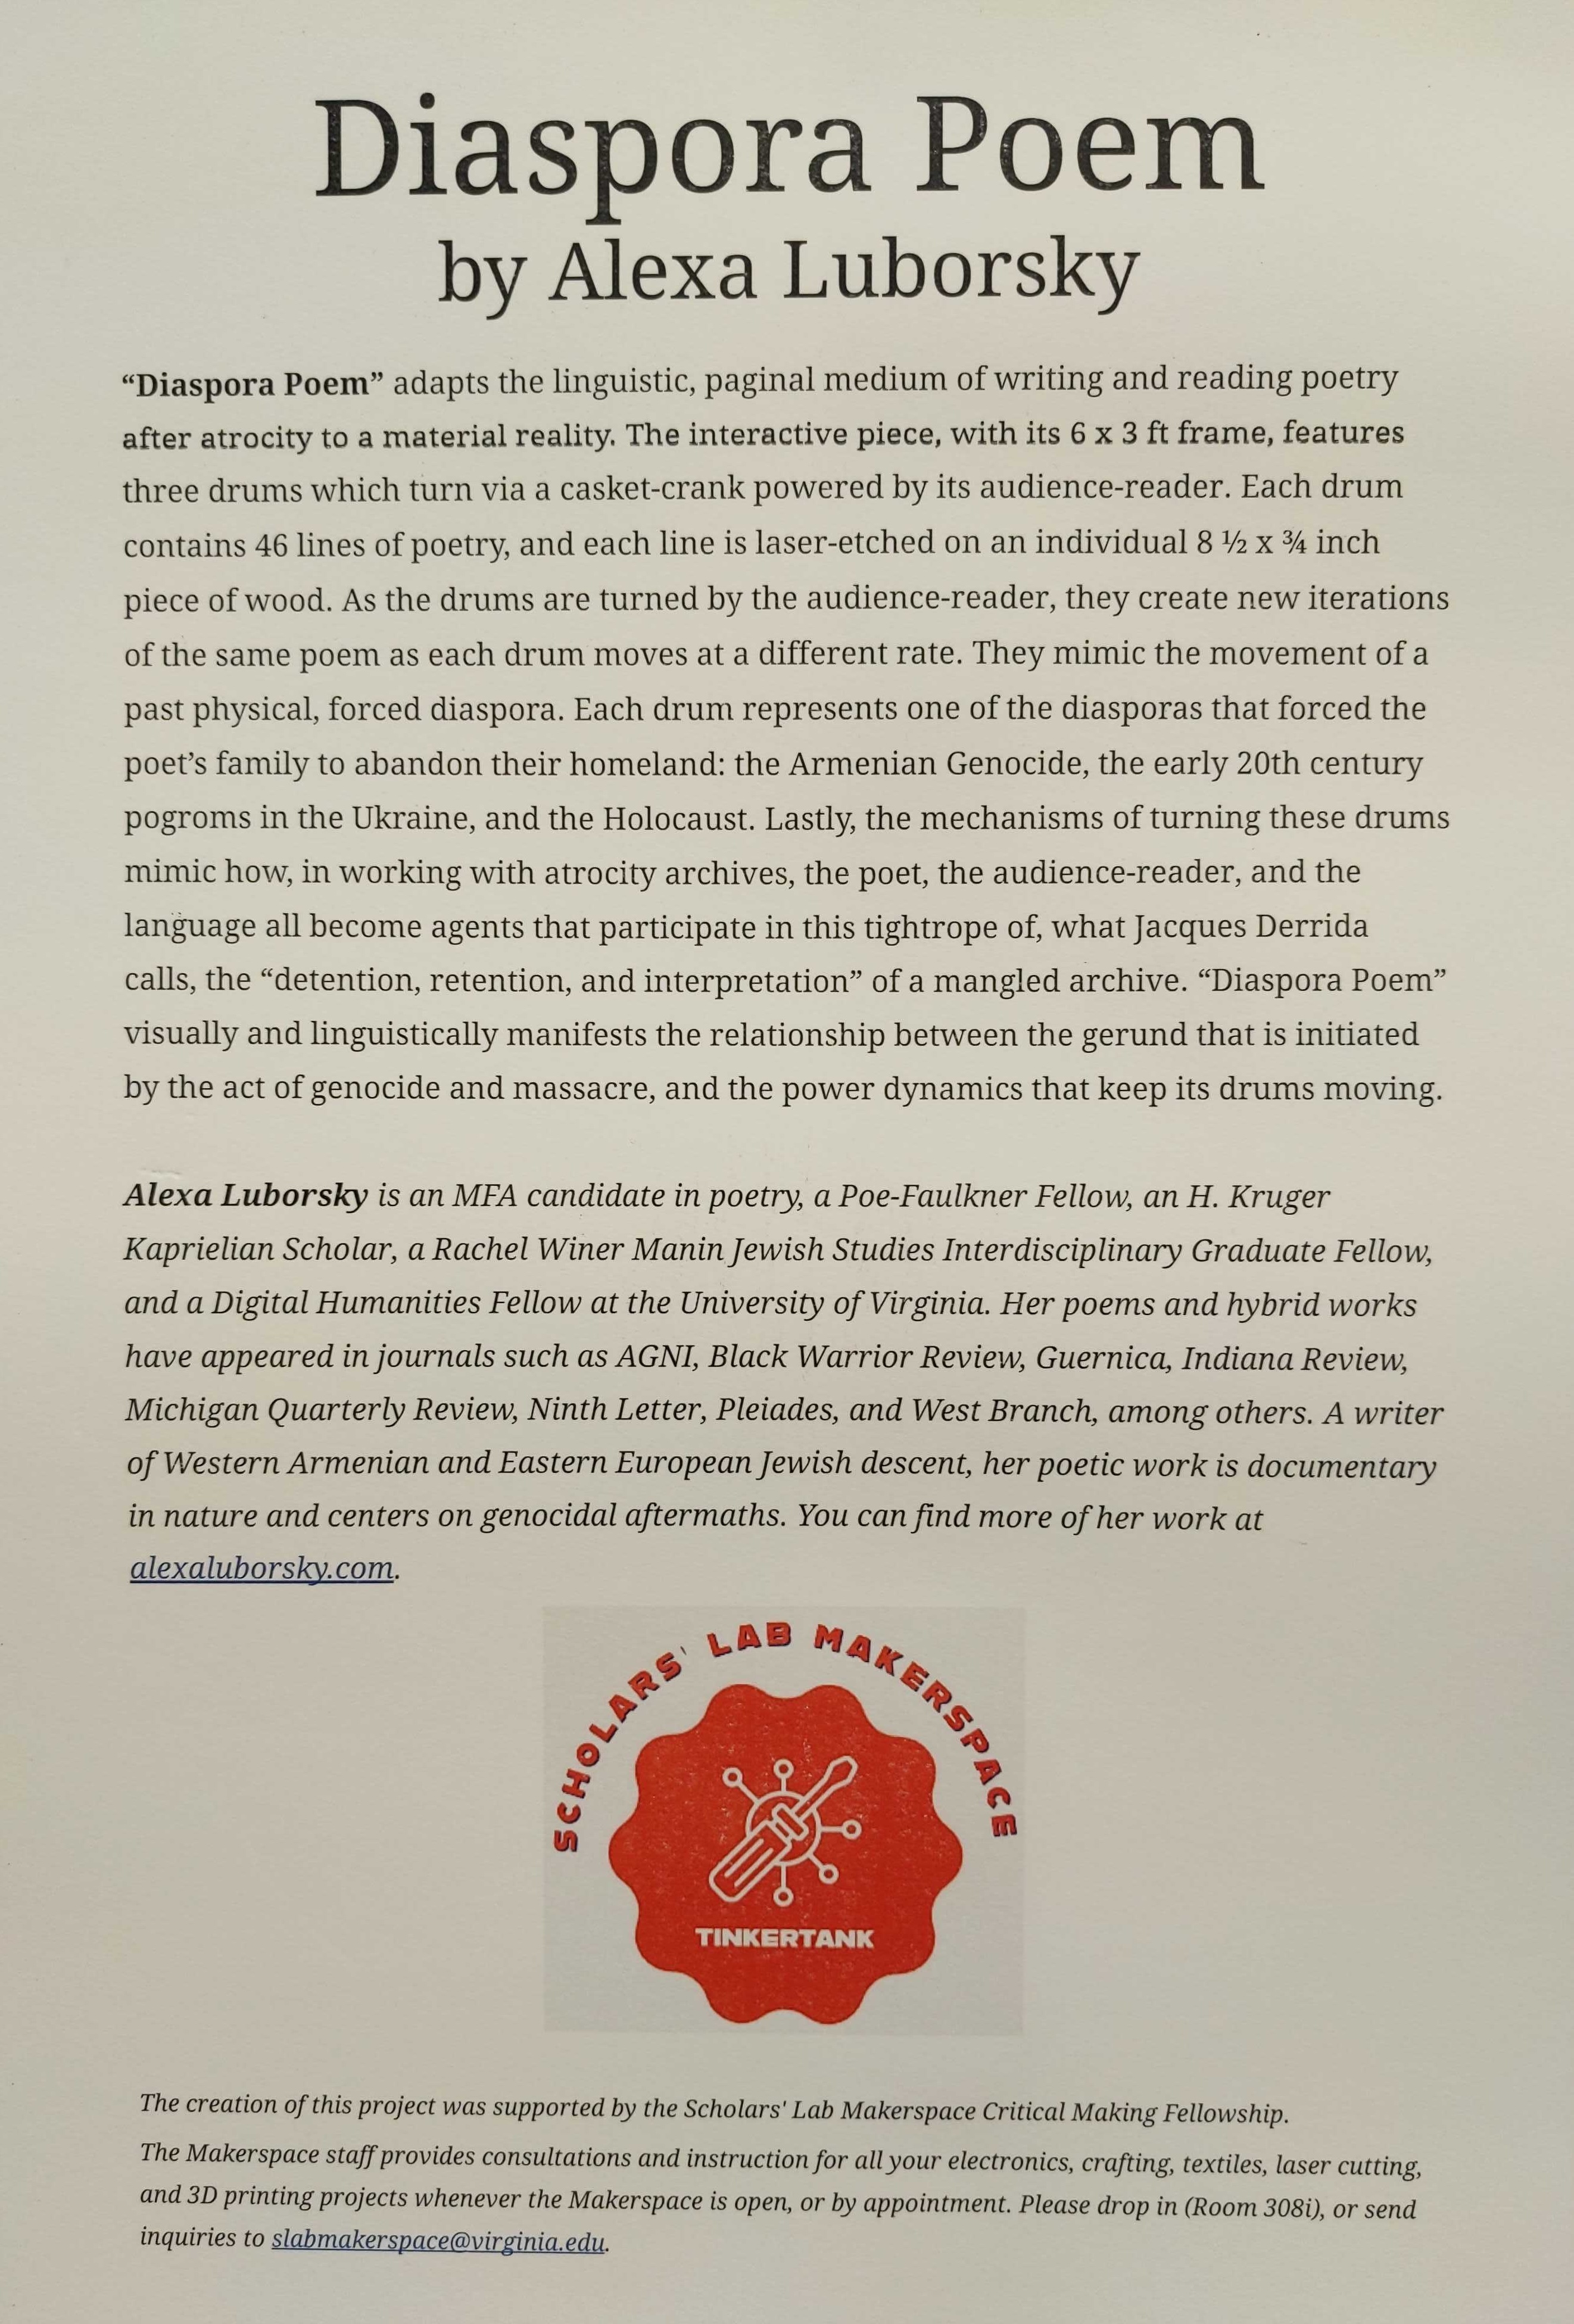 Diaspora Poem
by Alexa Luborsky
“Diaspora Poem” adapts the linguistic, paginal medium of writing and reading poetry
after atrocity to a material reality. The interactive piece, with its 6 x 3 ft frame, features
three drums which turn via a casket-crank powered by its audience-reader. Each drum
contains 46 lines of poetry, and each line is laser-etched on an individual 8 ½ x ¾ inch
piece of wood. As the drums are turned by the audience-reader, they create new iterations
of the same poem as each drum moves at a different rate. They mimic the movement of a
past physical, forced diaspora. Each drum represents one of the diasporas that forced the
poet’s family to abandon their homeland: the Armenian Genocide, the early 20th century
pogroms in the Ukraine, and the Holocaust. Lastly, the mechanisms of turning these drums
mimic how, in working with atrocity archives, the poet, the audience-reader, and the
language all become agents that participate in this tightrope of, what Jacques Derrida
calls, the “detention, retention, and interpretation” of a mangled archive. “Diaspora Poem”
visually and linguistically manifests the relationship between the gerund that is initiated
by the act of genocide and massacre, and the power dynamics that keep its drums moving.
Alexa Luborsky is an MFA candidate in poetry, a Poe-Faulkner Fellow, an H. Kruger
Kaprielian Scholar, a Rachel Winer Manin Jewish Studies Interdisciplinary Graduate Fellow,
and a Digital Humanities Fellow at the University of Virginia. Her poems and hybrid works
have appeared in journals such as AGNI, Black Warrior Review, Guernica, Indiana Review,
Michigan Quarterly Review, Ninth Letter, Pleiades, and West Branch, among others. A writer
of Western Armenian and Eastern European Jewish descent, her poetic work is documentary
in nature and centers on genocidal aftermaths. You can find more of her work at
alexaluborsky.com.
SCHOLARS' LAB MAKERSPACE
TINKERTANK
The creation of this project was supported by the Scholars' Lab Makerspace Critical Making Fellowship.
The Makerspace staff provides consultations and instruction for all your electronics, crafting, textiles, laser cutting,
and 3D printing projects whenever the Makerspace is open, or by appointment. Please drop in (Room 308i), or send
inquiries to slabmakerspace@virginia.edu.